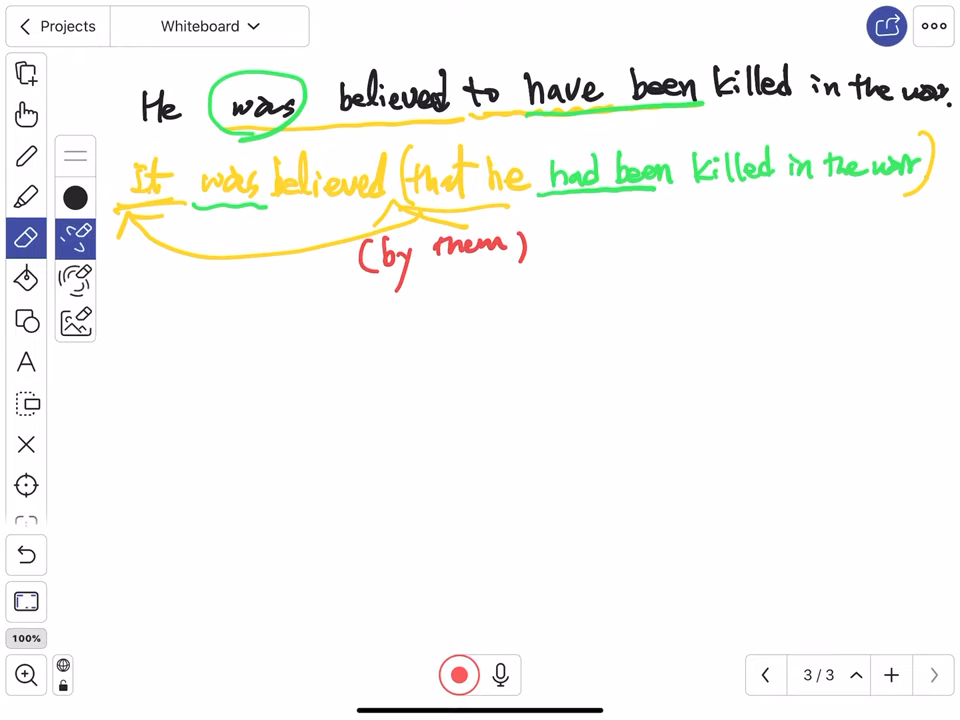 Projects
Whiteboard
He was believed to have been killed in the war.
It was believed (that he had been killed in the war)
(by them)
A
100%
3 / 3